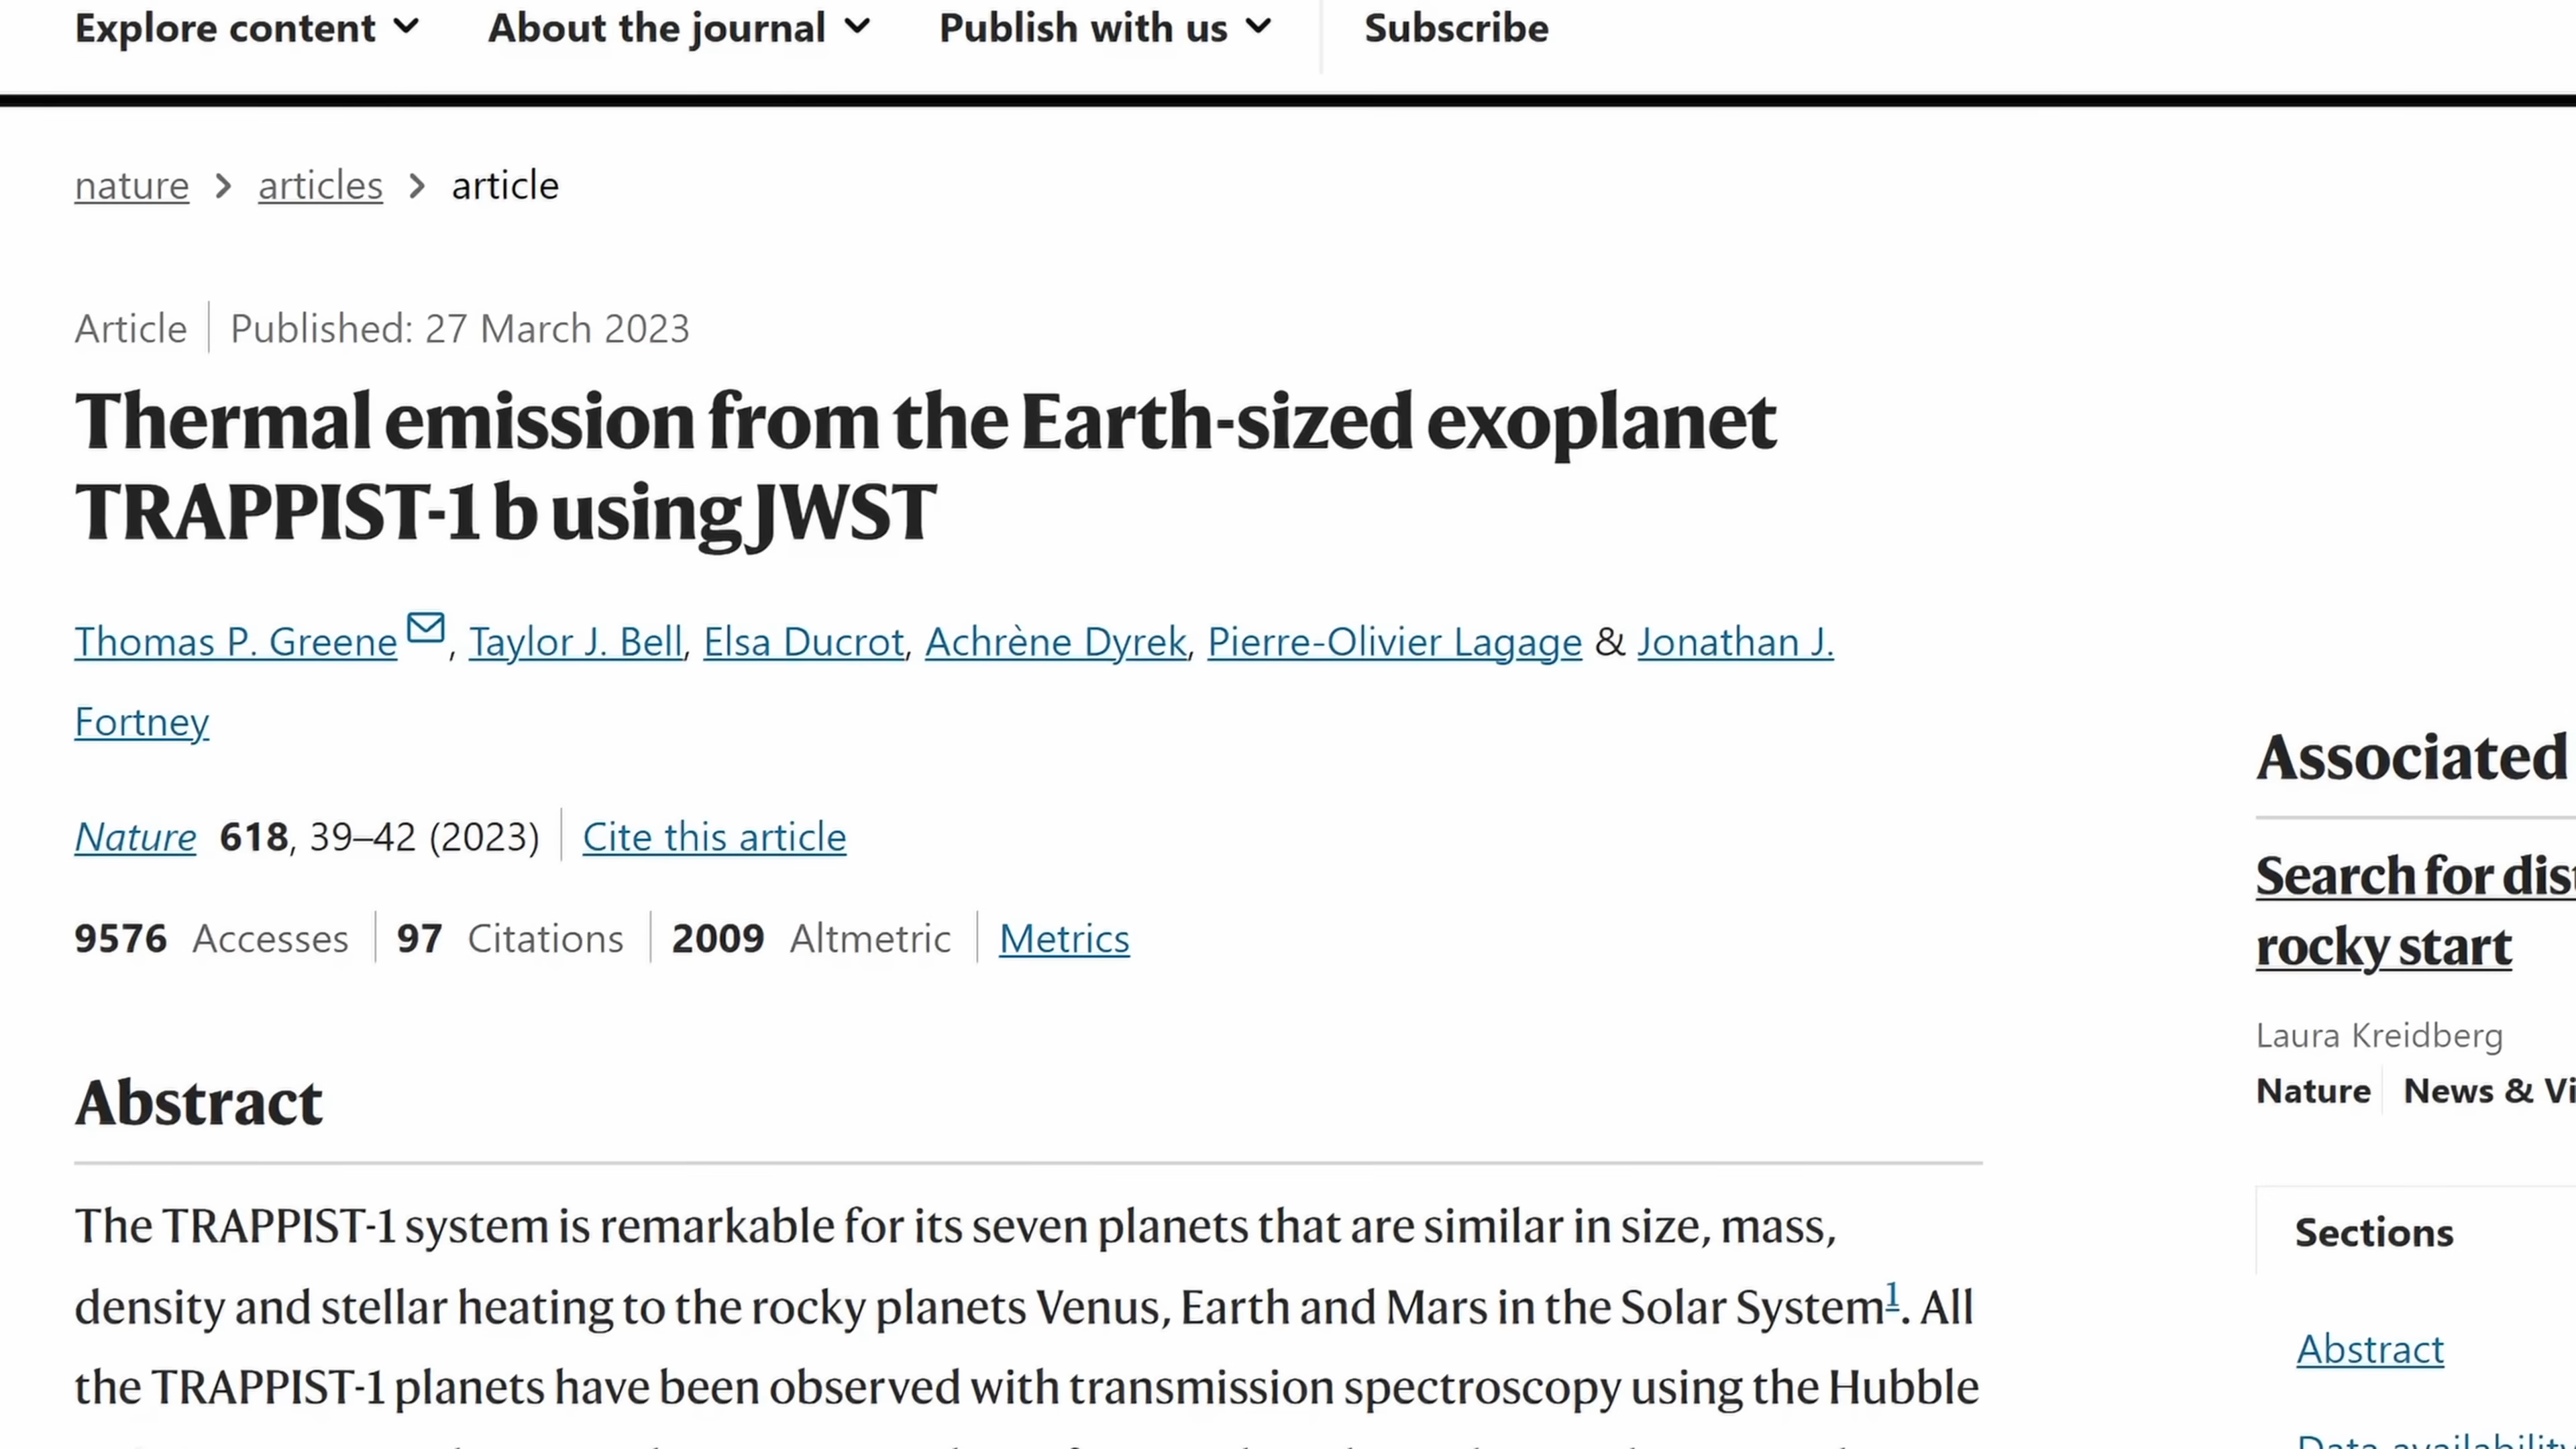 Explore content About the journal Publish with us Subscribe
nature > articles > article
Article Published: 27 March 2023
Thermal emission from the Earth-sized exoplanet
TRAPPIST-1 b using JWST
Thomas P. Greene, Taylor J. Bell, Elsa Ducrot, Achrène Dyrek, Pierre-Olivier Lagage & Jonathan J.
Fortney
Nature 618, 39–42 (2023) Cite this article
9576 Accesses 97 Citations 2009 Altmetric Metrics
Abstract
The TRAPPIST-1 system is remarkable for its seven planets that are similar in size, mass,
density and stellar heating to the rocky planets Venus, Earth and Mars in the Solar System1. All
the TRAPPIST-1 planets have been observed with transmission spectroscopy using the Hubble
Associated
Search for dis
rocky start
Laura Kreidberg
Nature News & Vi
Sections
Abstract